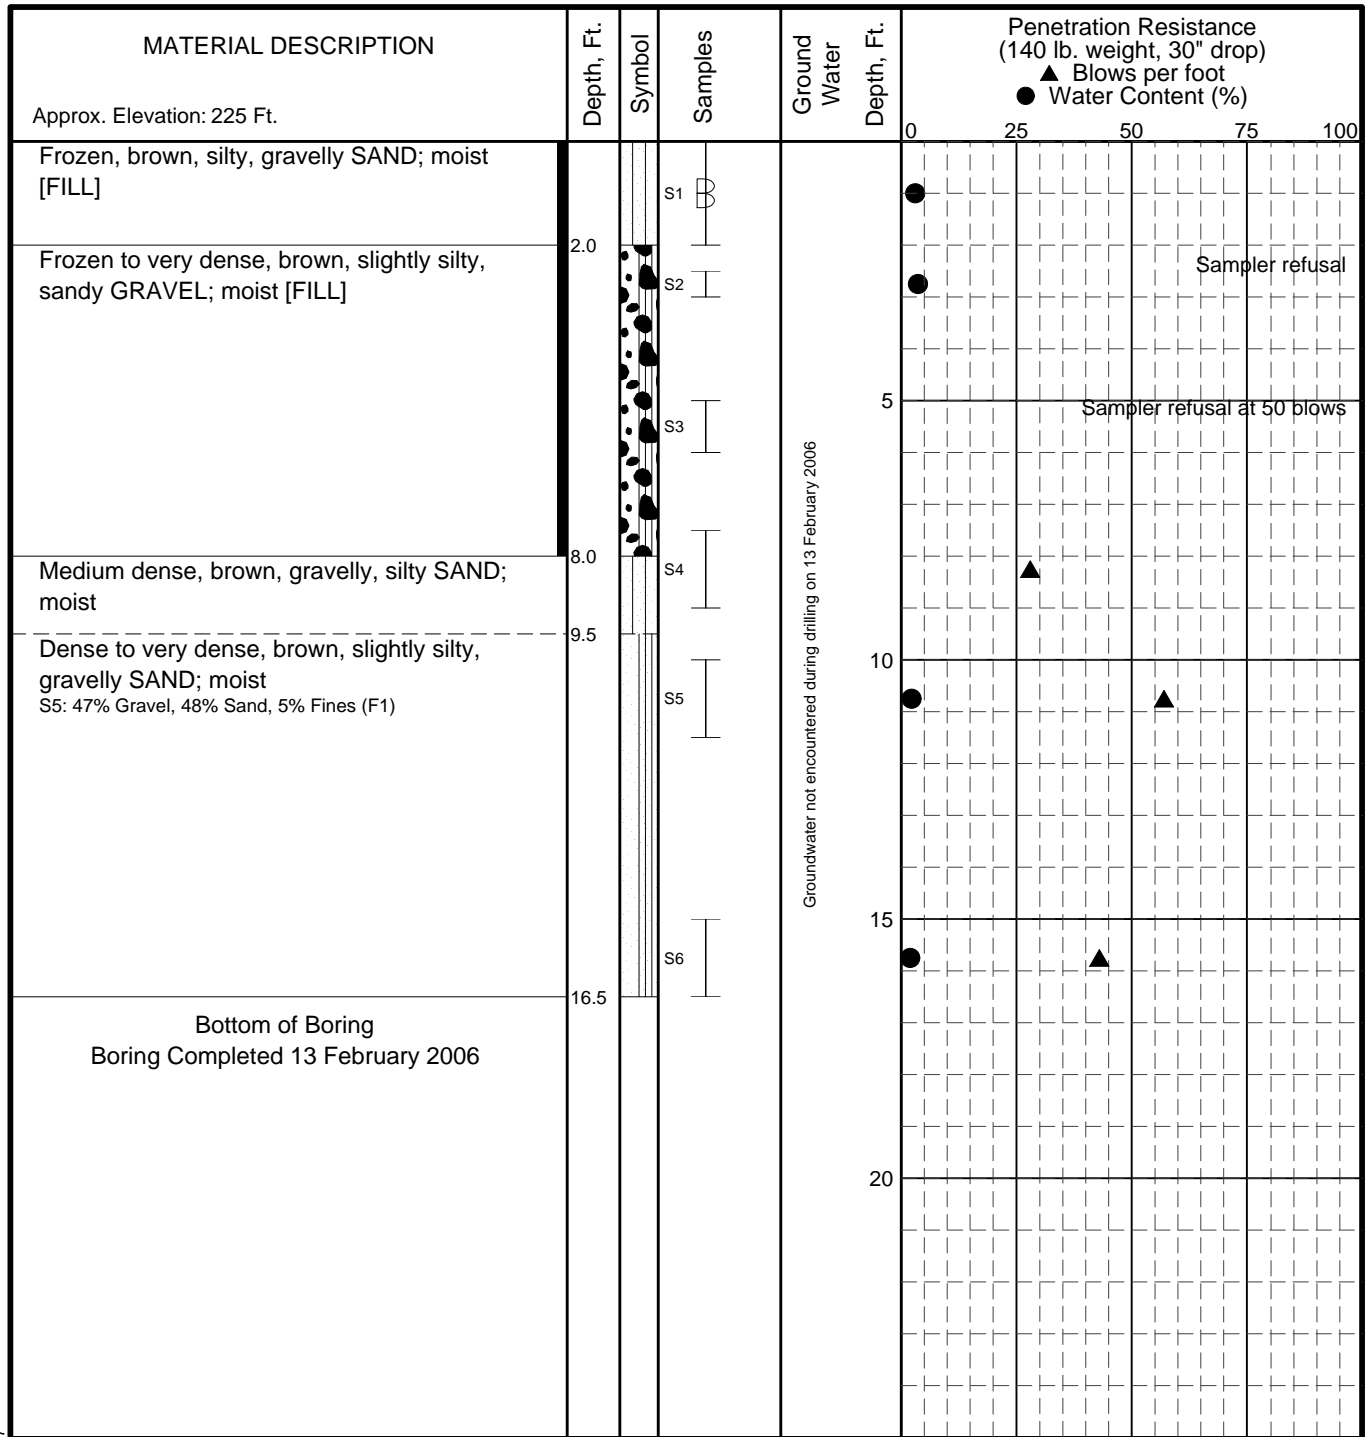 MATERIAL DESCRIPTION
Approx. Elevation: 225 Ft.
Depth, Ft.
Symbol
Samples
Ground
Water
Depth, Ft.
Penetration Resistance
(140 lb. weight, 30" drop)
▲ Blows per foot
● Water Content (%)
0 25 50 75 100
Frozen, brown, silty, gravelly SAND; moist
[FILL]
S1
2.0
Frozen to very dense, brown, slightly silty,
sandy GRAVEL; moist [FILL]
S2
Sampler refusal
5
Sampler refusal at 50 blows
S3
Groundwater not encountered during drilling on 13 February 2006
8.0
Medium dense, brown, gravelly, silty SAND;
moist
S4
9.5
Dense to very dense, brown, slightly silty,
gravelly SAND; moist
S5: 47% Gravel, 48% Sand, 5% Fines (F1)
S5
10
15
S6
16.5
Bottom of Boring
Boring Completed 13 February 2006
20